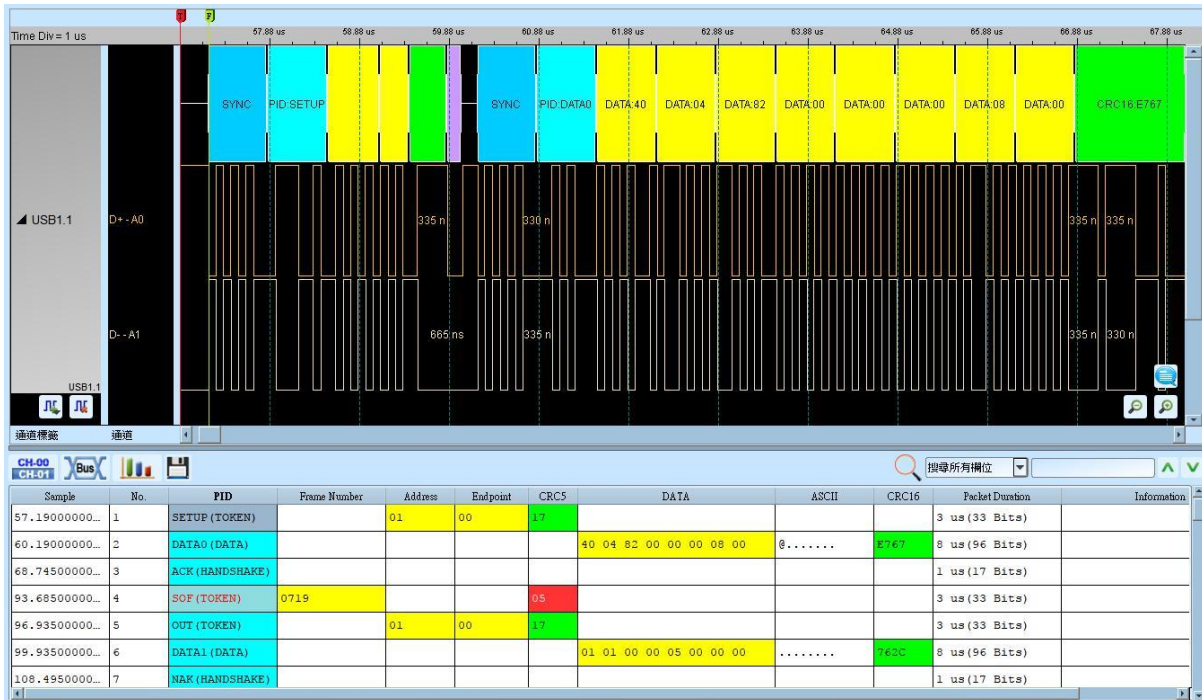 T F
Time Div = 1 us 57.88 us 58.88 us 59.88 us 60.88 us 61.88 us 62.88 us 63.88 us 64.88 us 65.88 us 66.88 us 67.88 us
SYNC PID:SETUP SYNC PID:DATA0 DATA:40 DATA:04 DATA:82 DATA:00 DATA:00 DATA:00 DATA:08 DATA:00 CRC16:E767
USB1.1 D+ - A0 335 n 330 n 335 n 335 n
D- - A1 665 ns 335 n 335 n 330 n
USB1.1
通道標籤 通道
CH-00
CH-01 Bus 搜尋所有欄位
Sample No. PID Frame Number Address Endpoint CRC5 DATA ASCII CRC16 Packet Duration Information
57.19000000... 1 SETUP(TOKEN) 01 00 17 3 us(33 Bits)
60.19000000... 2 DATA0(DATA) 40 04 82 00 00 00 08 00 @....... E767 8 us(96 Bits)
68.74500000... 3 ACK(HANDSHAKE) 1 us(17 Bits)
93.68500000... 4 SOF(TOKEN) 0719 05 3 us(33 Bits)
96.93500000... 5 OUT(TOKEN) 01 00 17 3 us(33 Bits)
99.93500000... 6 DATA1(DATA) 01 01 00 00 05 00 00 00 ........ 762C 8 us(96 Bits)
108.4950000... 7 NAK(HANDSHAKE) 1 us(17 Bits)